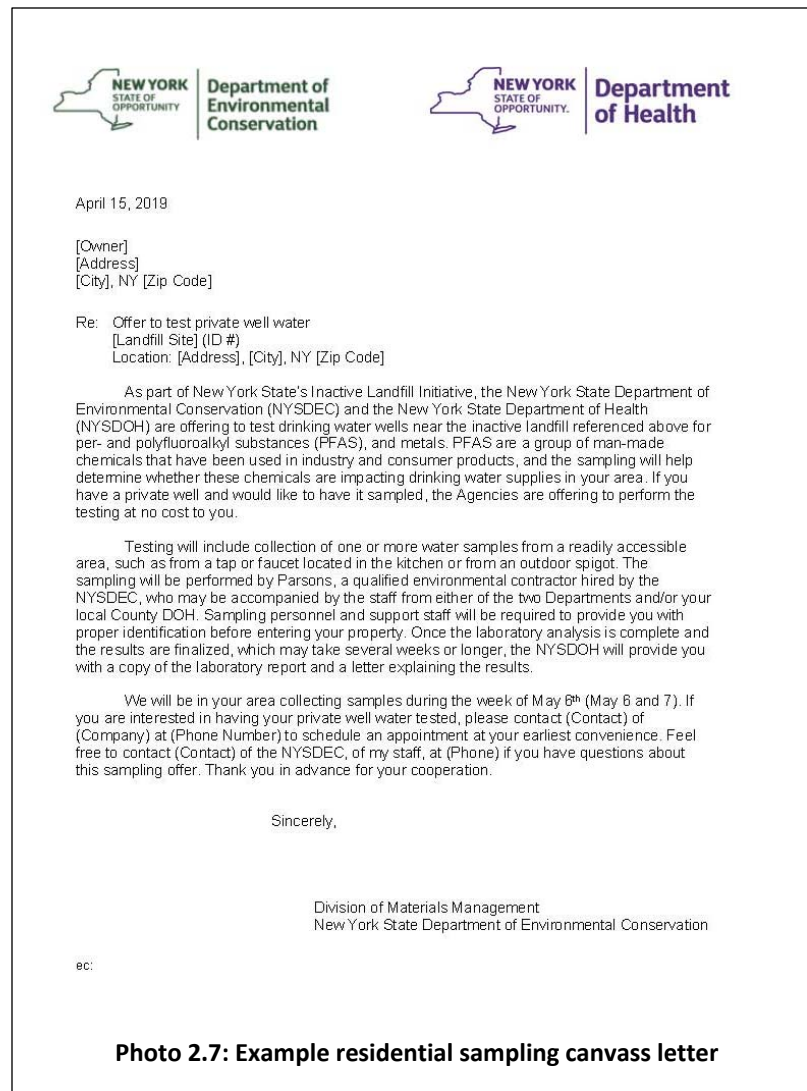 NEW YORK
STATE OF
OPPORTUNITY
Department of
Environmental
Conservation
NEW YORK
STATE OF
OPPORTUNITY.
Department
of Health
April 15, 2019
[Owner]
[Address]
[City], NY [Zip Code]
Re: Offer to test private well water
[Landfill Site] (ID #)
Location: [Address], [City], NY [Zip Code]
As part of New York State's Inactive Landfill Initiative, the New York State Department of
Environmental Conservation (NYSDEC) and the New York State Department of Health
(NYSDOH) are offering to test drinking water wells near the inactive landfill referenced above for
per- and polyfluoroalkyl substances (PFAS), and metals. PFAS are a group of man-made
chemicals that have been used in industry and consumer products, and the sampling will help
determine whether these chemicals are impacting drinking water supplies in your area. If you
have a private well and would like to have it sampled, the Agencies are offering to perform the
testing at no cost to you.
Testing will include collection of one or more water samples from a readily accessible
area, such as from a tap or faucet located in the kitchen or from an outdoor spigot. The
sampling will be performed by Parsons, a qualified environmental contractor hired by the
NYSDEC, who may be accompanied by the staff from either of the two Departments and/or your
local County DOH. Sampling personnel and support staff will be required to provide you with
proper identification before entering your property. Once the laboratory analysis is complete and
the results are finalized, which may take several weeks or longer, the NYSDOH will provide you
with a copy of the laboratory report and a letter explaining the results.
We will be in your area collecting samples during the week of May 6th (May 6 and 7). If
you are interested in having your private well water tested, please contact (Contact) of
(Company) at (Phone Number) to schedule an appointment at your earliest convenience. Feel
free to contact (Contact) of the NYSDEC, of my staff, at (Phone) if you have questions about
this sampling offer. Thank you in advance for your cooperation.
Sincerely,
Division of Materials Management
New York State Department of Environmental Conservation
ec:
Photo 2.7: Example residential sampling canvass letter